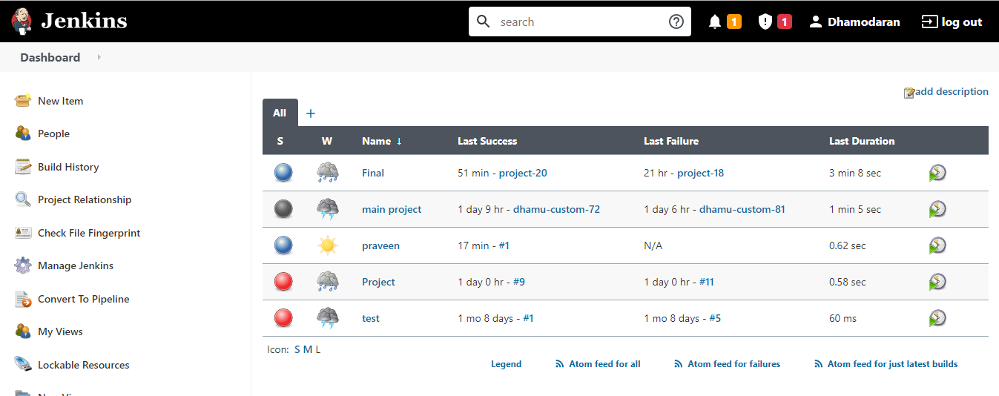 Jenkins
search
1
1
Dhamodaran
log out
Dashboard
New Item
People
Build History
Project Relationship
Check File Fingerprint
Manage Jenkins
Convert To Pipeline
My Views
Lockable Resources
add description
All +
S W Name ↓ Last Success Last Failure Last Duration
Final 51 min - project-20 21 hr - project-18 3 min 8 sec
main project 1 day 9 hr - dhamu-custom-72 1 day 6 hr - dhamu-custom-81 1 min 5 sec
praveen 17 min - #1 N/A 0.62 sec
Project 1 day 0 hr - #9 1 day 0 hr - #11 0.58 sec
test 1 mo 8 days - #1 1 mo 8 days - #5 60 ms
Icon: S M L
Legend Atom feed for all Atom feed for failures Atom feed for just latest builds